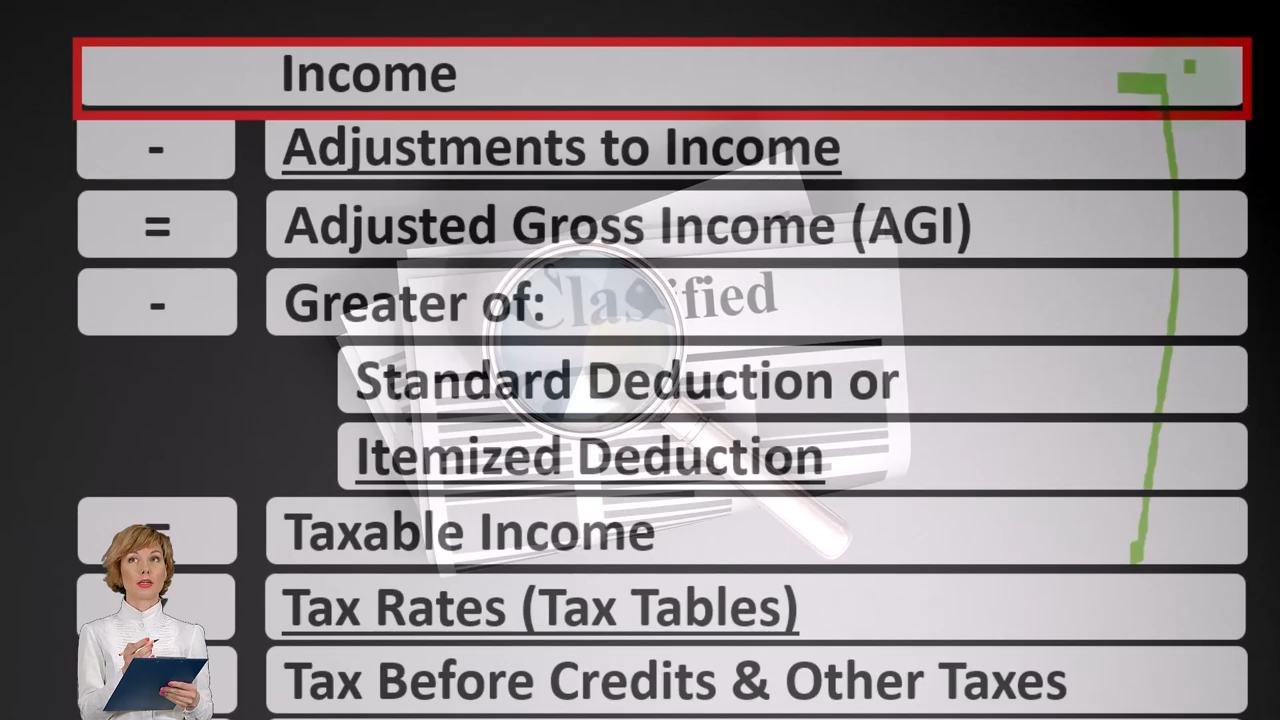 Income
- Adjustments to Income
= Adjusted Gross Income (AGI)
- Greater of:
Classified
Standard Deduction or
Itemized Deduction
Taxable Income
Tax Rates (Tax Tables)
Tax Before Credits & Other Taxes